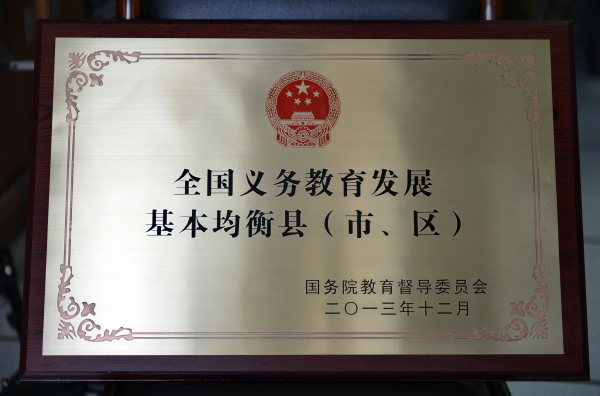 全国义务教育发展
基本均衡县（市、区）
国务院教育督导委员会
二〇一三年十二月